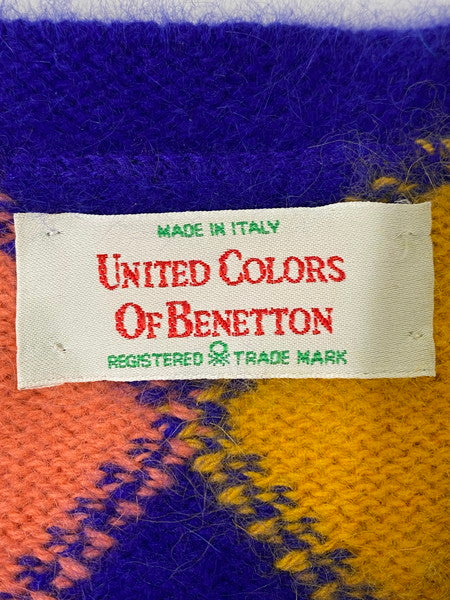 MADE IN ITALY
UNITED COLORS
OF BENETTON
REGISTERED TRADE MARK